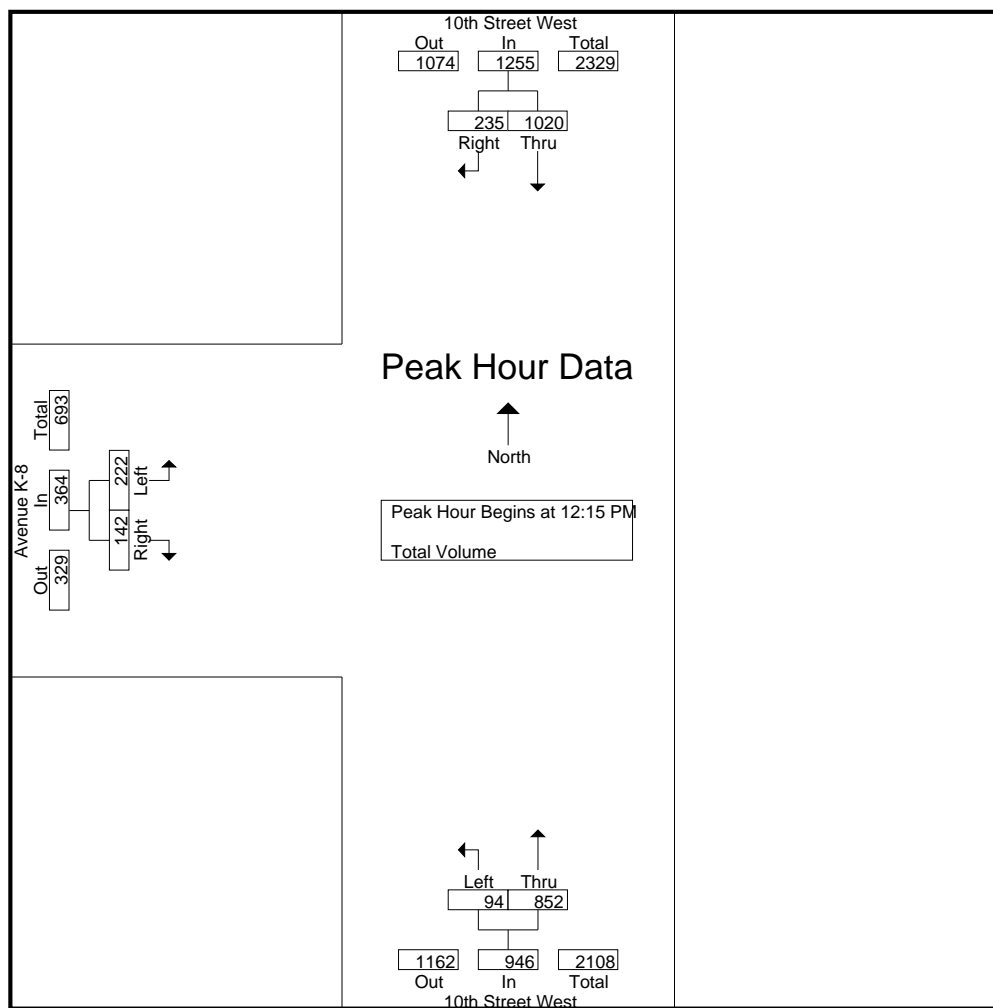 10th Street West
Out In Total
1074 1255 2329
235 1020
Right Thru
Peak Hour Data
North
Peak Hour Begins at 12:15 PM
Total Volume
Avenue K-8
Out In Total
329 364 693
142 222
Right Left
Left Thru
94 852
1162 946 2108
Out In Total
10th Street West